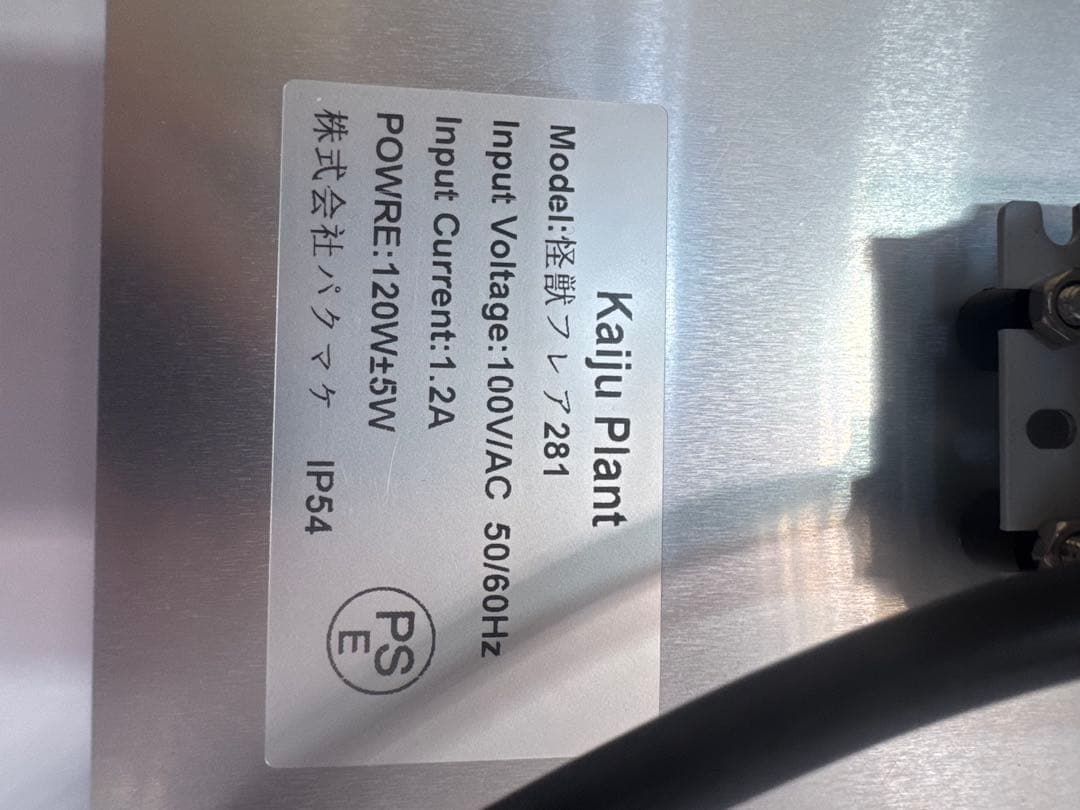 Kaiju Plant
Model:怪獣フレア281
Input Voltage:100V/AC 50/60Hz
Input Current:1.2A
POWRE:120W±5W
株式会社パクマケ IP54
PS
E